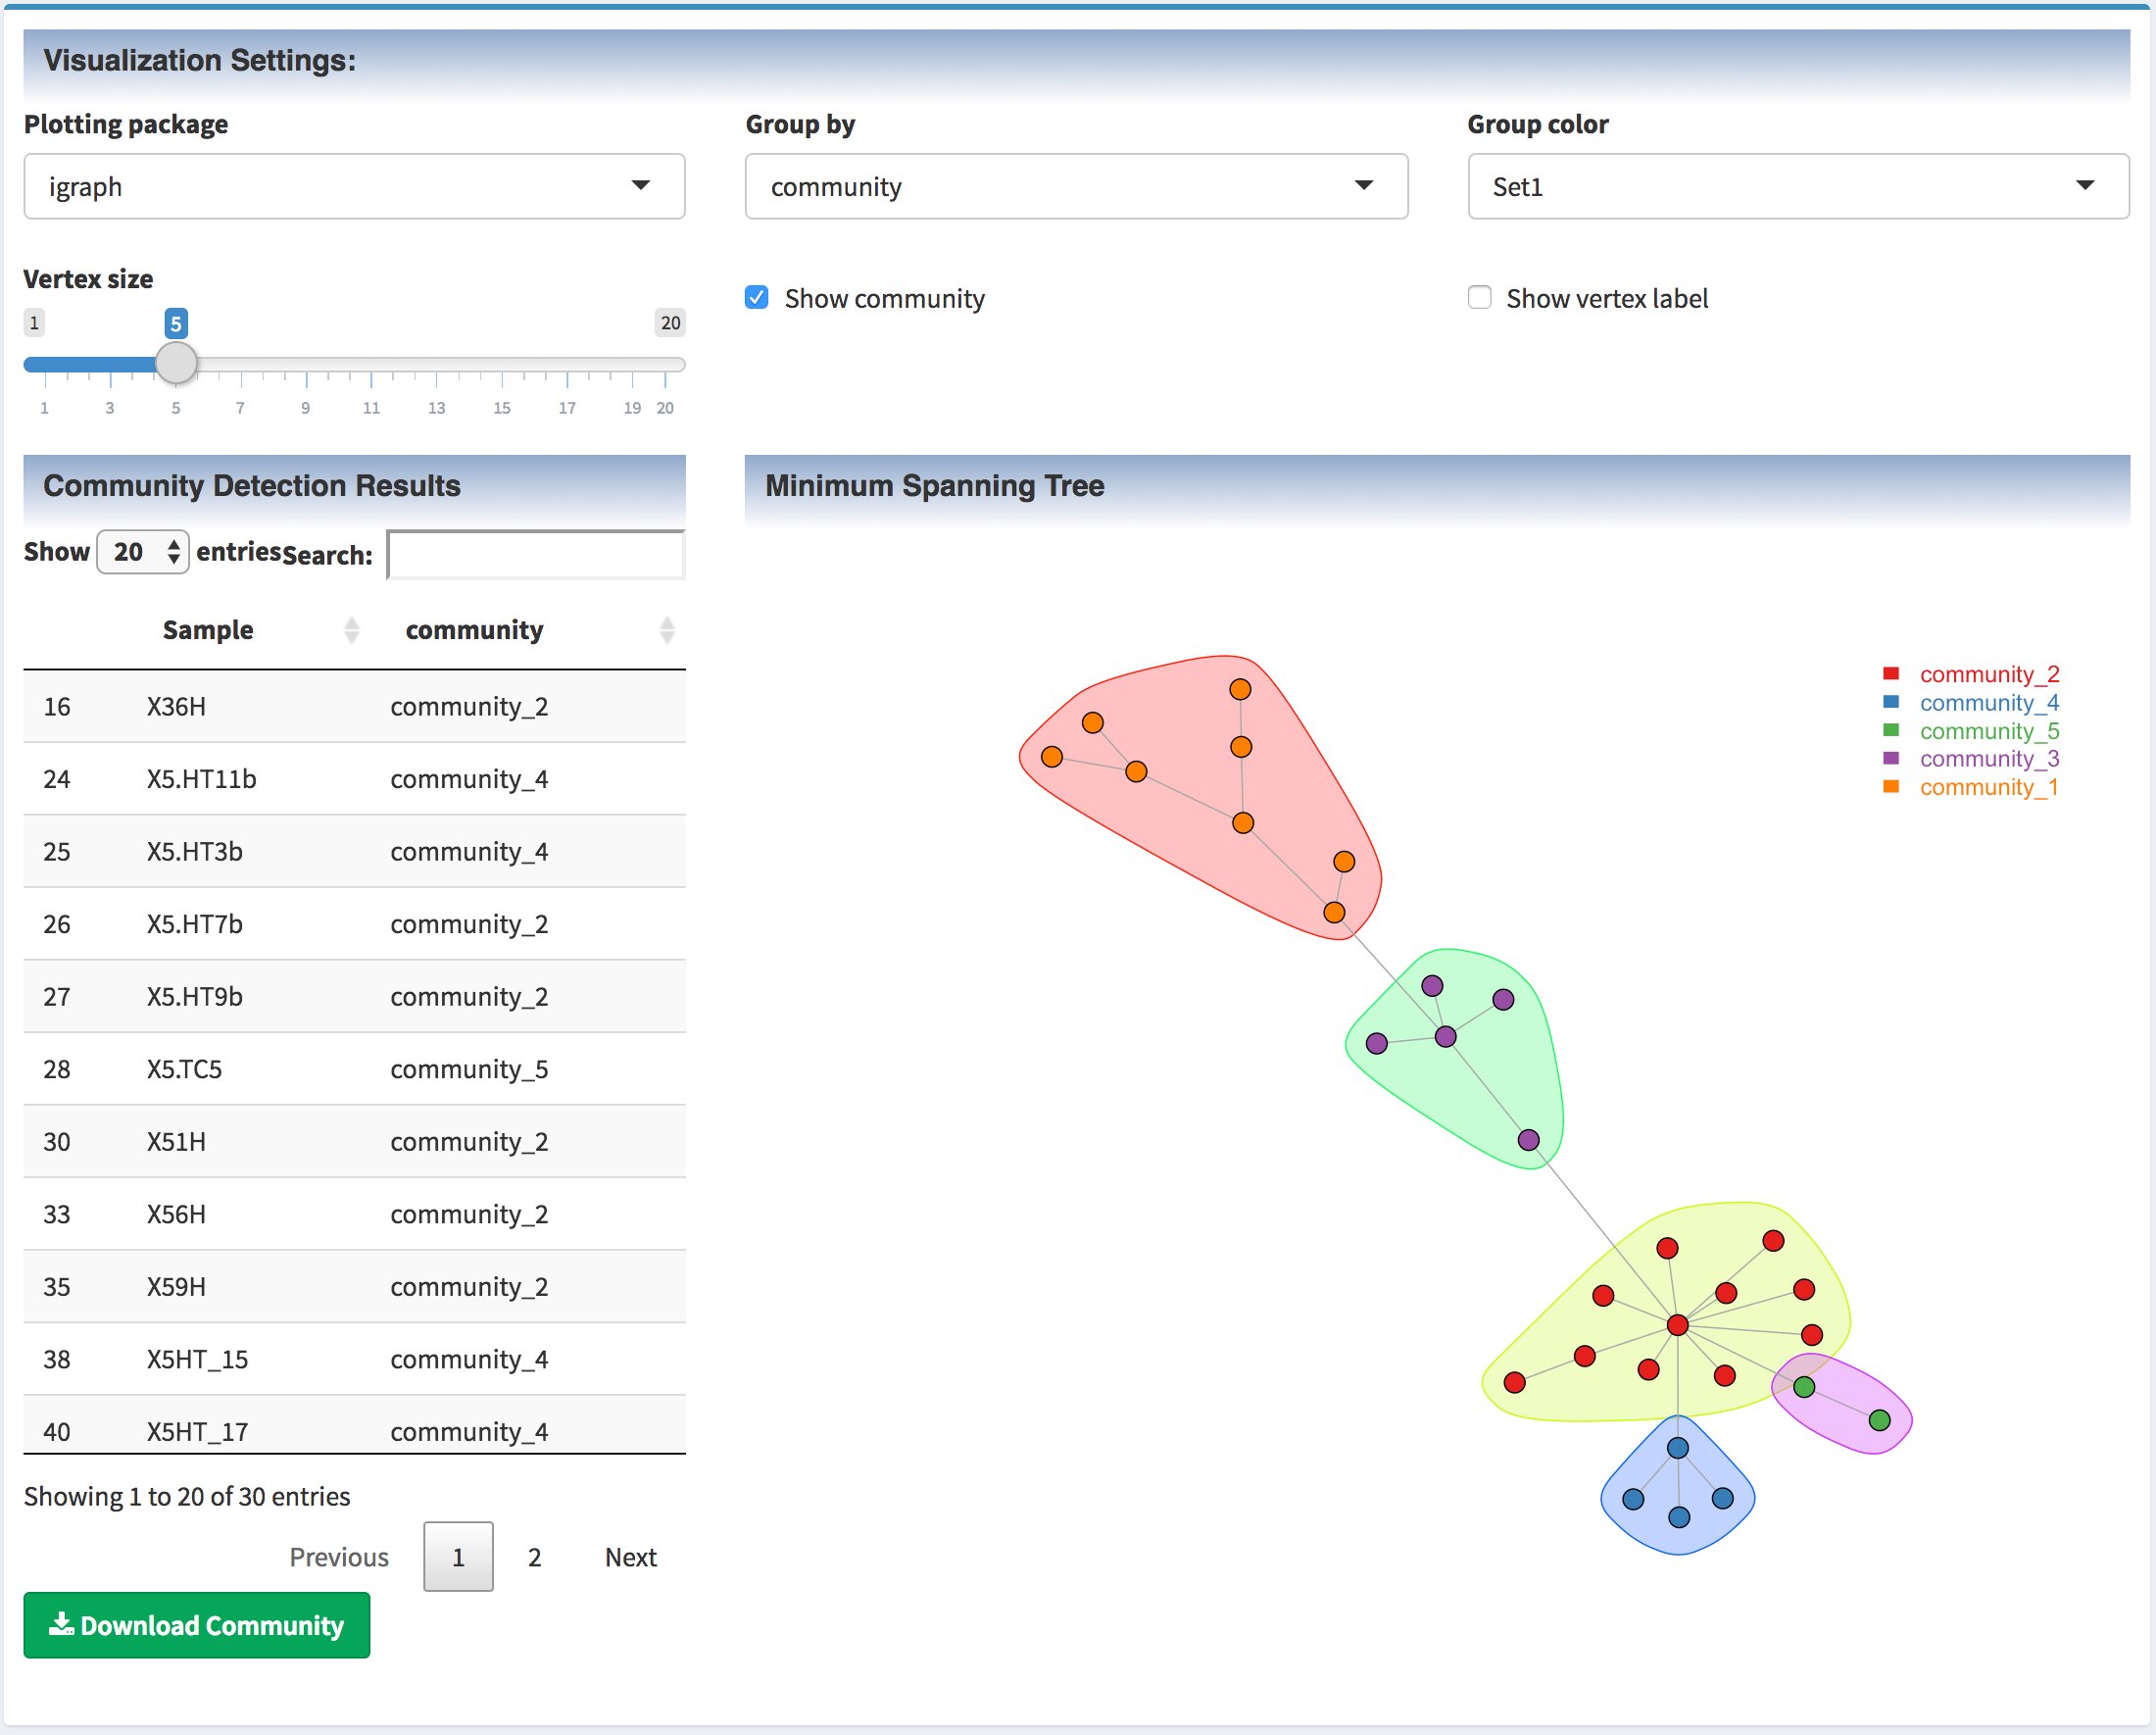 Visualization Settings:
Plotting package
Group by
Group color
igraph
community
Set1
Vertex size
Show community
Show vertex label
1
5
20
1 3 5 7 9 11 13 15 17 19 20
Community Detection Results
Minimum Spanning Tree
Show 20 entries Search:
Sample community
16 X36H community_2
24 X5.HT11b community_4
25 X5.HT3b community_4
26 X5.HT7b community_2
27 X5.HT9b community_2
28 X5.TC5 community_5
30 X51H community_2
33 X56H community_2
35 X59H community_2
38 X5HT_15 community_4
40 X5HT_17 community_4
Showing 1 to 20 of 30 entries
Previous 1 2 Next
Download Community
community_2
community_4
community_5
community_3
community_1